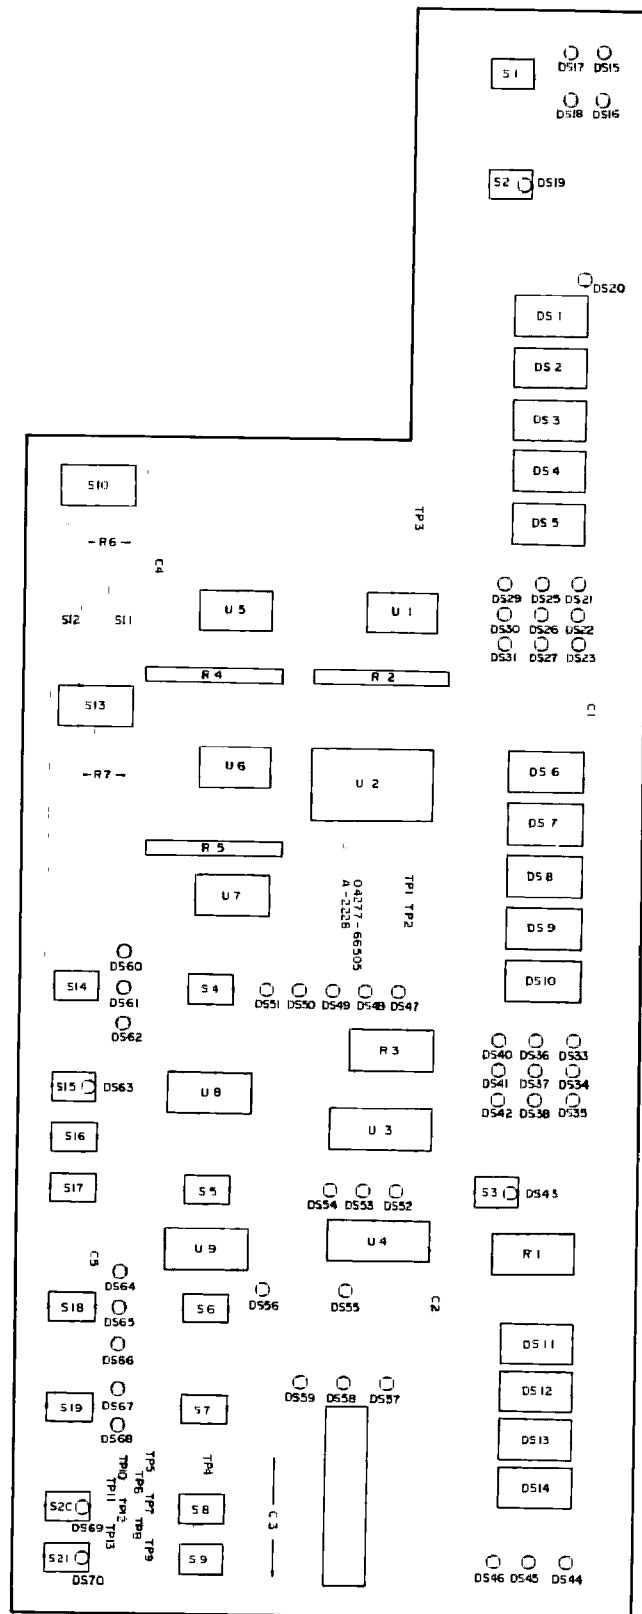 S1
DS17 DS15
DS18 DS16
S2 DS19
DS20
DS1
DS2
DS3
DS4
DS5
S10
TP3
R6
C4
S12 S11
U5
U1
DS29 DS25 DS21
DS30 DS26 DS22
DS31 DS27 DS23
R4
R2
S13
C1
R7
U6
U2
DS6
DS7
DS8
DS9
DS10
R5
U7
TP1 TP2
04277-66505
A-2228
DS60
S14 DS61
DS62
S4
DS51 DS50 DS49 DS48 DS47
R3
DS40 DS36 DS33
DS41 DS37 DS34
DS42 DS38 DS35
S15 DS63
U8
S16
U3
S17
S5
DS54 DS53 DS52
S3 DS43
U9
U4
R1
C5
DS64
S18 DS65
DS66
S6
DS56
DS55
C2
DS11
DS12
DS13
DS14
DS67
S19
DS68
S7
DS59 DS58 DS57
TP5
TP10
TP6
TP11
TP4
TP7
TP12
TP8
TP13
TP9
S20
DS69
S8
C3
S21
DS70
S9
DS46 DS45 DS44